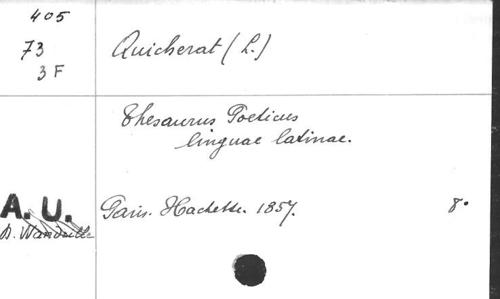 405
73
3 F
Quicherat (L.)
Thesaurus Poeticus
linguae latinae.
A. U.
Paris. Hachette. 1857. 8°